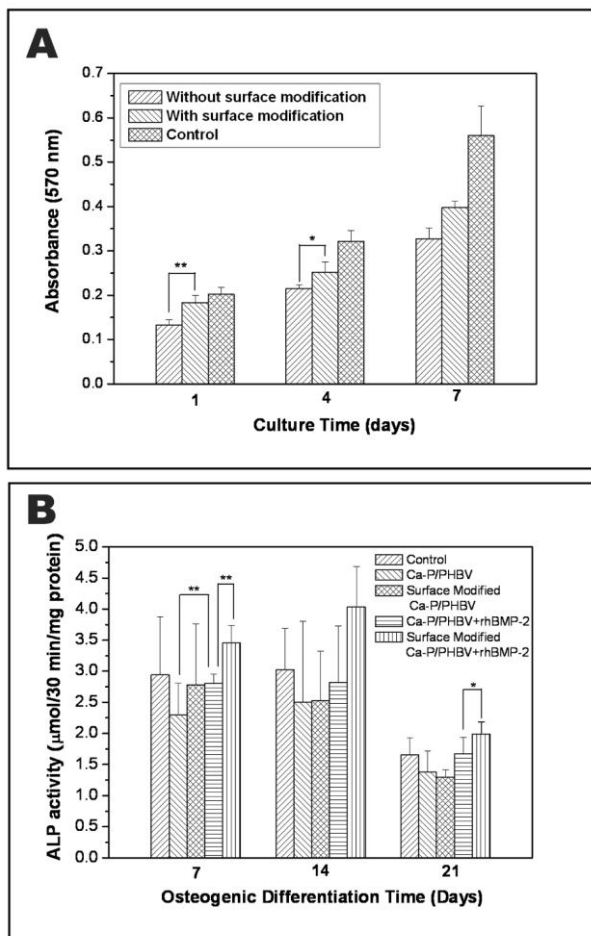 A
0.7
0.6
0.5
0.4
0.3
0.2
0.1
0.0
Absorbance (570 nm)
Without surface modification
With surface modification
Control
**
*
1
4
7
Culture Time (days)
B
5.0
4.5
4.0
3.5
3.0
2.5
2.0
1.5
1.0
0.5
0.0
ALP activity (μmol/30 min/mg protein)
Control
Ca-P/PHBV
Surface Modified
Ca-P/PHBV
Ca-P/PHBV+rhBMP-2
Surface Modified
Ca-P/PHBV+rhBMP-2
**
**
*
7
14
21
Osteogenic Differentiation Time (Days)